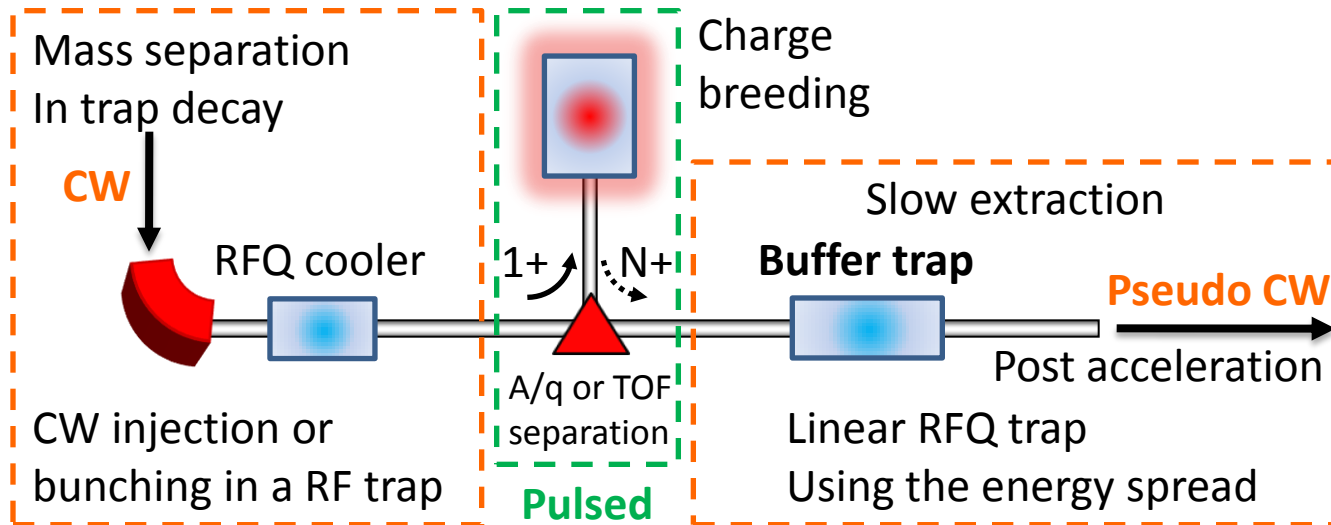 Mass separation
In trap decay
CW
RFQ cooler
CW injection or
bunching in a RF trap
1+
N+
A/q or TOF
separation
Pulsed
Charge
breeding
Slow extraction
Buffer trap
Pseudo CW
Post acceleration
Linear RFQ trap
Using the energy spread